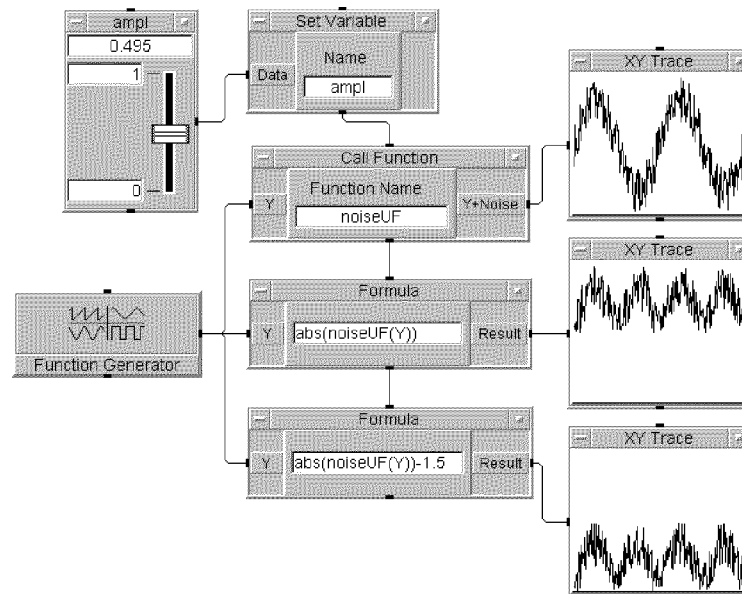 ampl
0.495
1
0
Set Variable
Data
Name
ampl
Call Function
Y
Function Name
noiseUF
Y+Noise
Formula
Y
abs(noiseUF(Y))
Result
Formula
Y
abs(noiseUF(Y))-1.5
Result
Function Generator
XY Trace
XY Trace
XY Trace